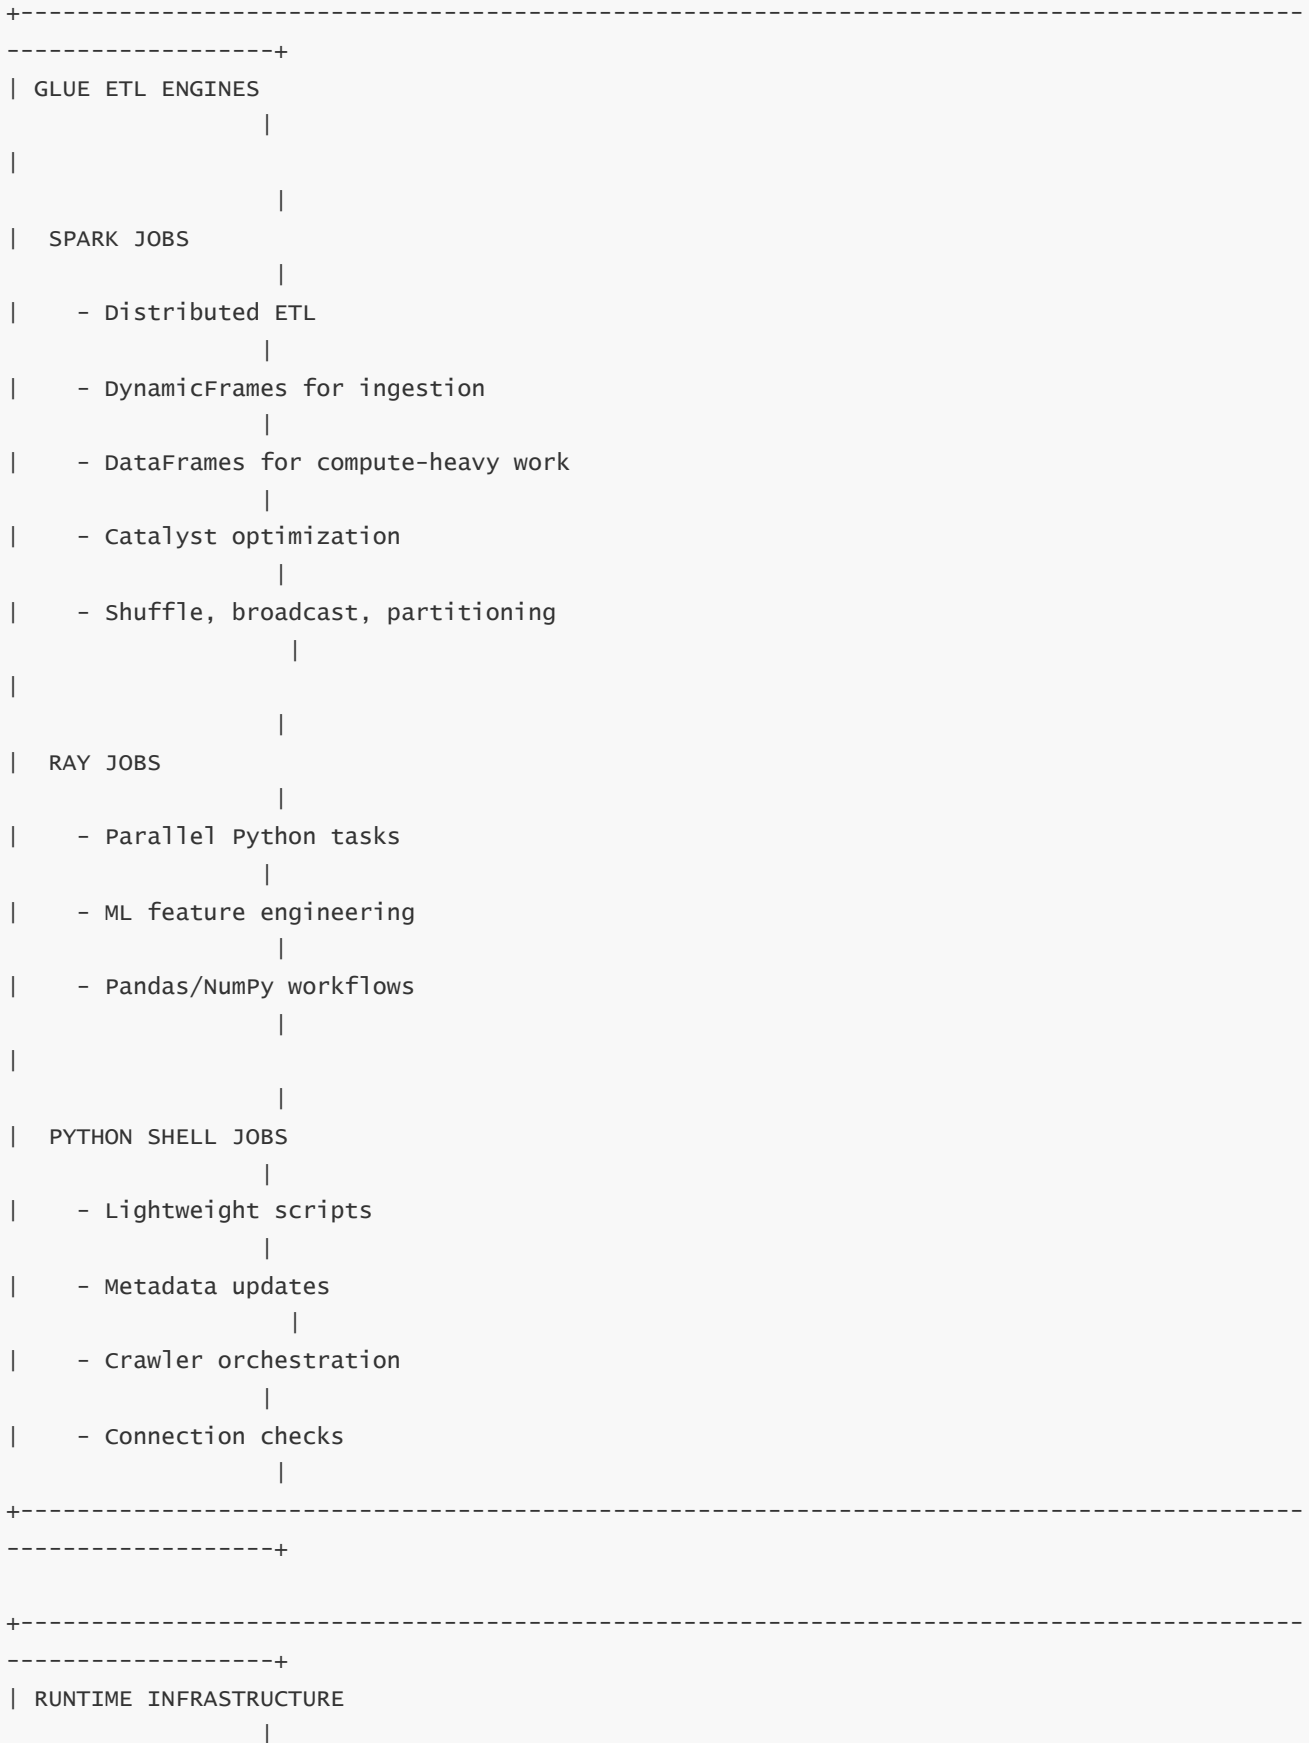 +-------------------------------------------------------------------------------------------
-------------------+
| GLUE ETL ENGINES
                  |
|
                   |
|  SPARK JOBS
                   |
|    - Distributed ETL
                  |
|    - DynamicFrames for ingestion
                  |
|    - DataFrames for compute-heavy work
                  |
|    - Catalyst optimization
                   |
|    - Shuffle, broadcast, partitioning
                    |
|
                   |
|  RAY JOBS
                   |
|    - Parallel Python tasks
                  |
|    - ML feature engineering
                   |
|    - Pandas/NumPy workflows
                   |
|
                   |
|  PYTHON SHELL JOBS
                  |
|    - Lightweight scripts
                  |
|    - Metadata updates
                    |
|    - Crawler orchestration
                  |
|    - Connection checks
                   |
+-------------------------------------------------------------------------------------------
-------------------+

+-------------------------------------------------------------------------------------------
-------------------+
| RUNTIME INFRASTRUCTURE
                  |